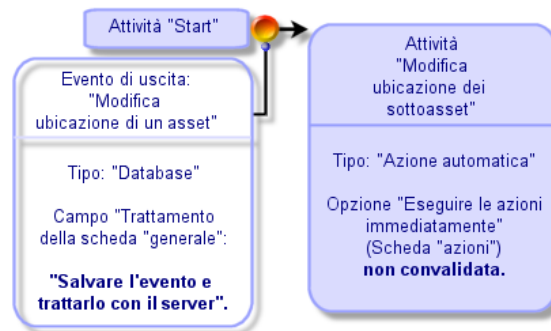 Attività "Start"
Evento di uscita:
"Modifica
ubicazione di un asset"
Tipo: "Database"
Campo "Trattamento
della scheda "generale":
"Salvare l'evento e
trattarlo con il server".
Attività
"Modifica
ubicazione dei
sottoasset"
Tipo: "Azione automatica"
Opzione "Eseguire le azioni
immediatamente"
(Scheda "azioni")
non convalidata.